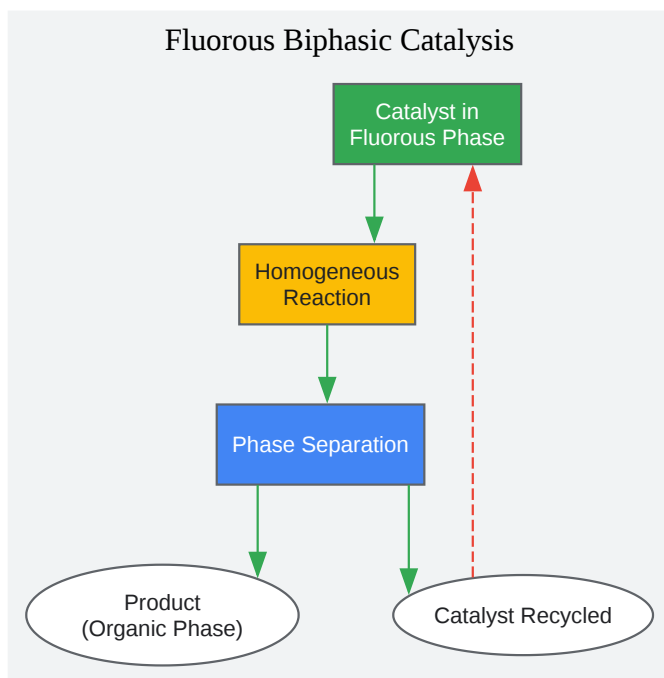 Fluorous Biphasic Catalysis
Catalyst in
Fluorous Phase
Homogeneous
Reaction
Phase Separation
Product
(Organic Phase)
Catalyst Recycled